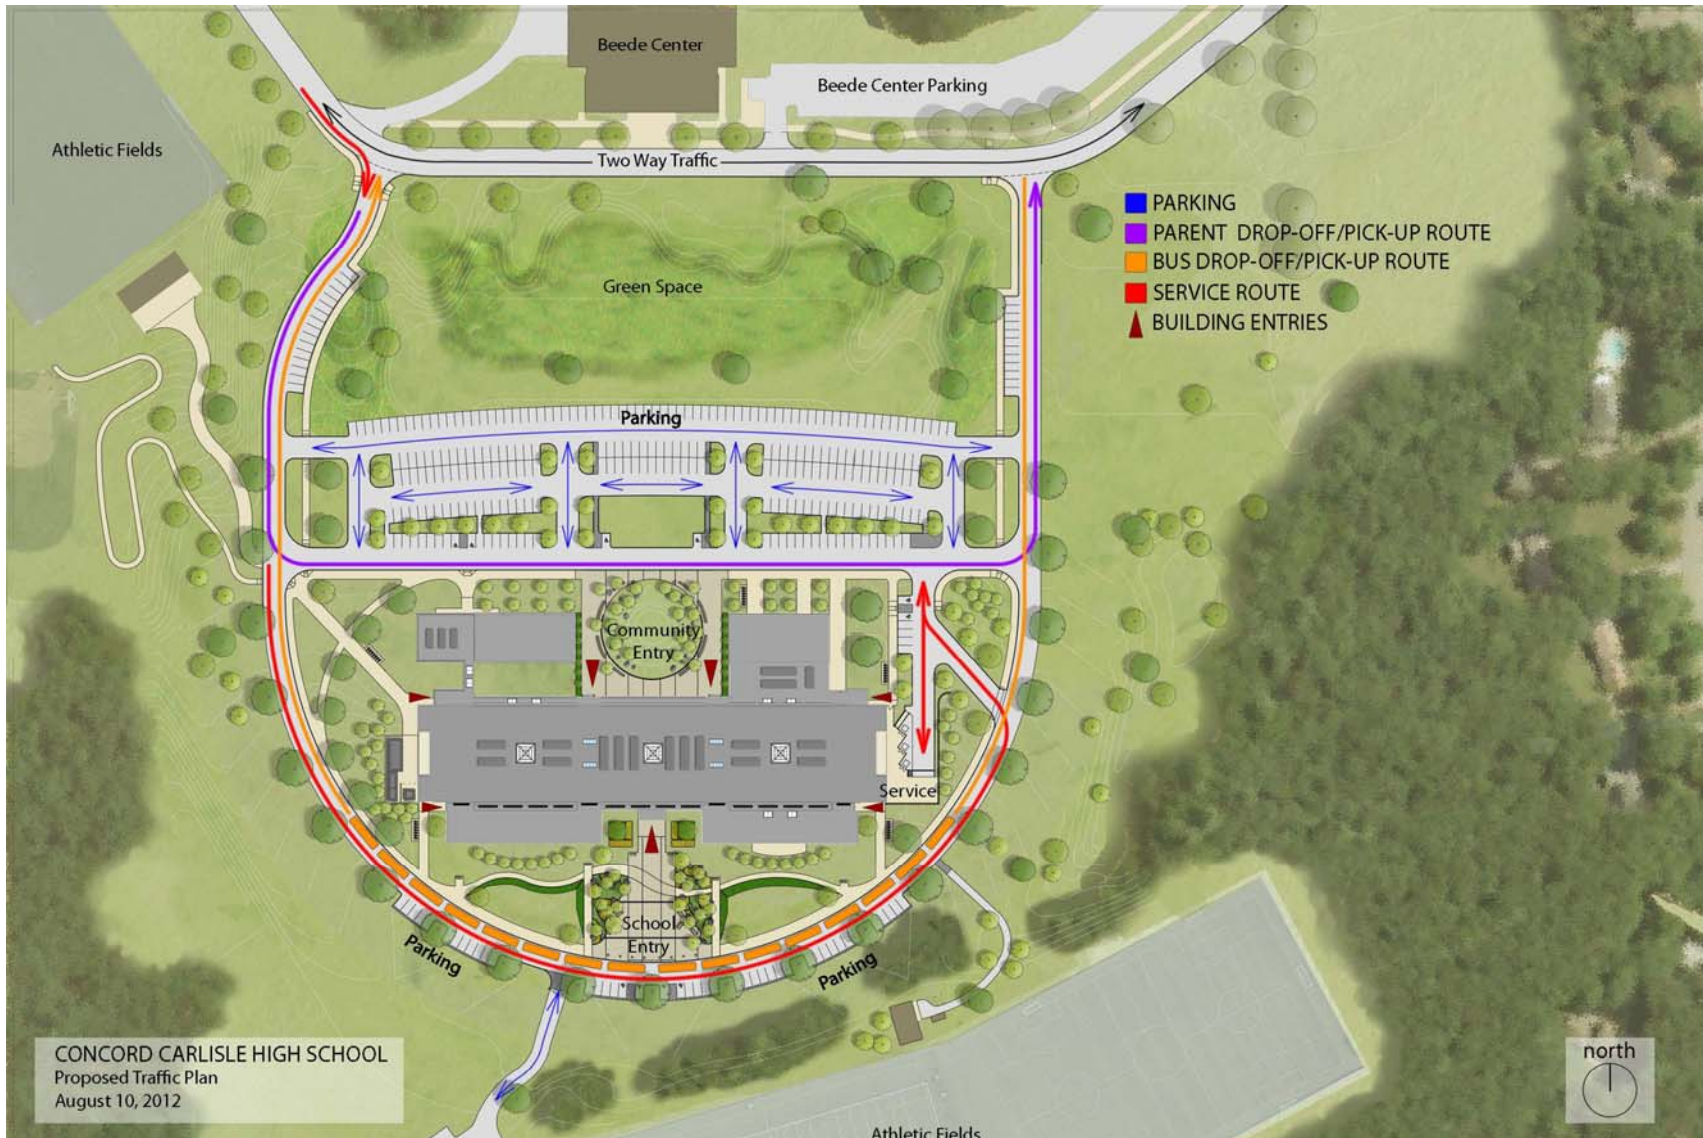 Beede Center
Beede Center Parking
Athletic Fields
Two Way Traffic
PARKING
PARENT DROP-OFF/PICK-UP ROUTE
BUS DROP-OFF/PICK-UP ROUTE
SERVICE ROUTE
BUILDING ENTRIES
Green Space
Parking
Community
Entry
Service
School
Entry
Parking
Parking
CONCORD CARLISLE HIGH SCHOOL
Proposed Traffic Plan
August 10, 2012
north
Athletic Fields